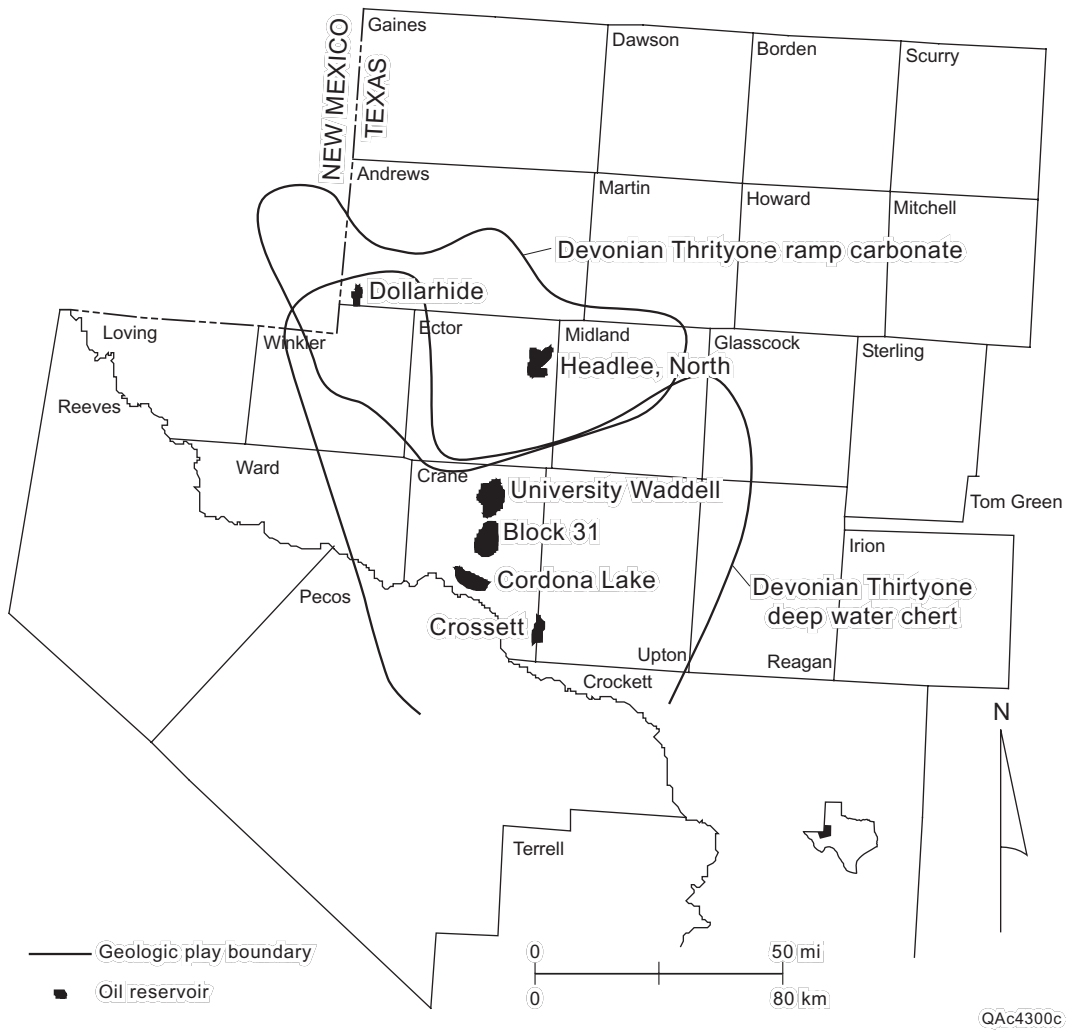 Gaines
Dawson
Borden
Scurry
NEW MEXICO
TEXAS
Andrews
Martin
Howard
Mitchell
Devonian Thrityone ramp carbonate
Dollarhide
Loving
Winkler
Ector
Midland
Glasscock
Sterling
Headlee, North
Reeves
Ward
Crane
University Waddell
Tom Green
Block 31
Irion
Cordona Lake
Pecos
Devonian Thirtyone
deep water chert
Crossett
Upton
Reagan
Crockett
N
Terrell
Geologic play boundary
Oil reservoir
0
50 mi
0
80 km
QAc4300c